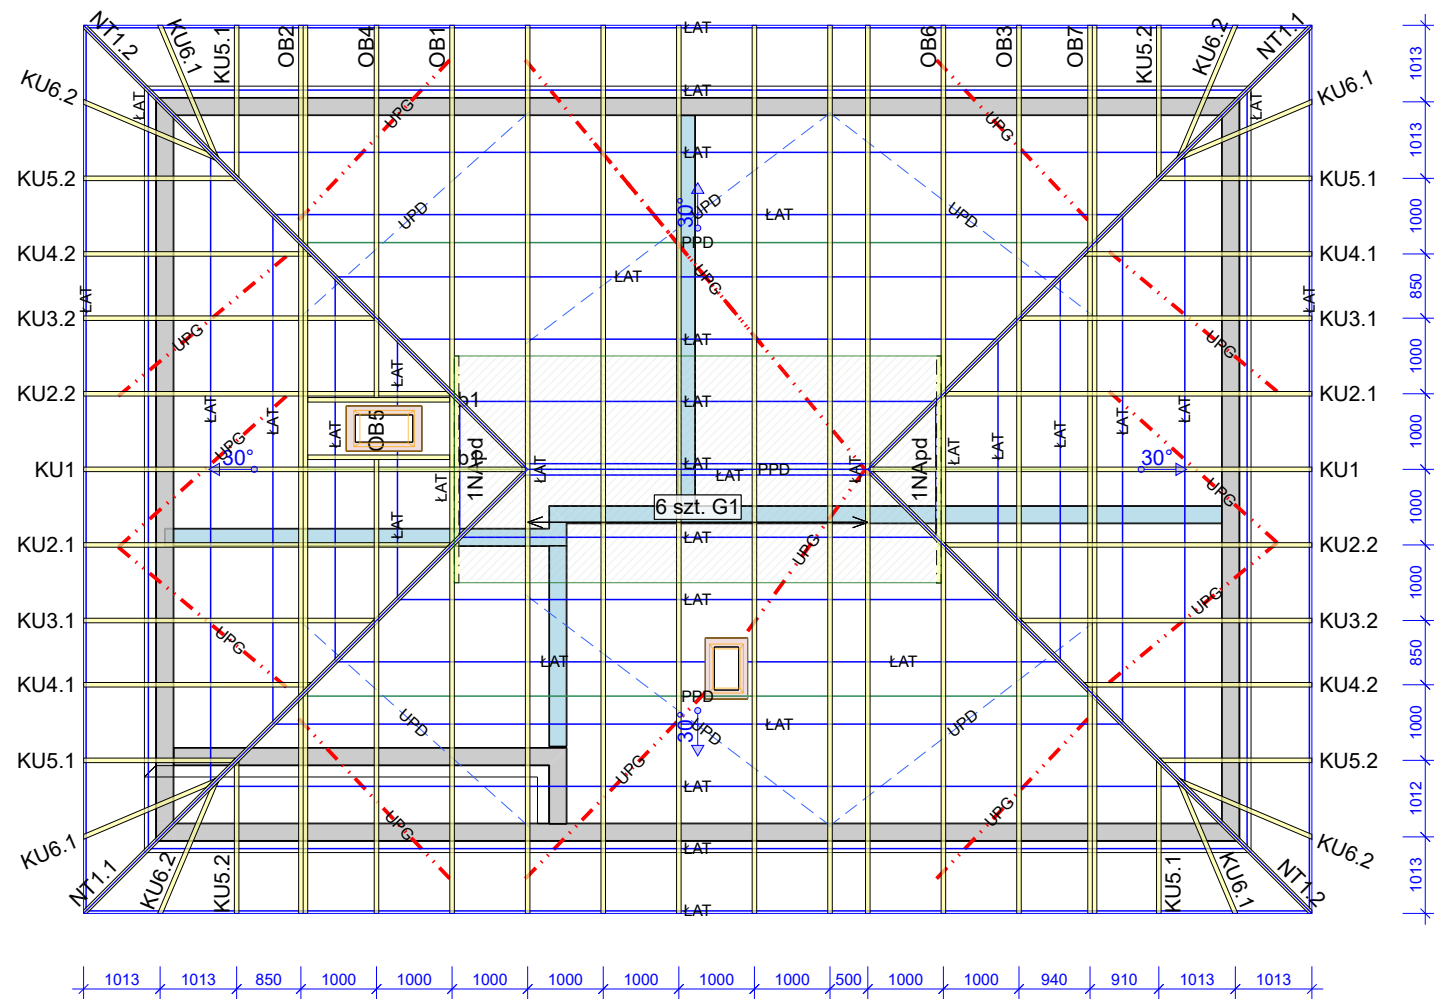 NT1.2
KU6.1
KU5.1
OB2
OB4
OB1
ŁAT
OB6
OB3
OB7
KU5.2
KU6.2
NT1.1
KU6.2
ŁAT
ŁAT
ŁAT
KU6.1
1013
UPG
UPG
1013
ŁAT
KU5.2
KU5.1
UPD
30°
UPD
ŁAT
UPD
1000
PPD
KU4.2
KU4.1
ŁAT
UPG
850
ŁAT
ŁAT
KU3.2
KU3.1
UPG
ŁAT
UPG
1000
ŁAT
KU2.2
b1
ŁAT
KU2.1
ŁAT
ŁAT
ŁAT
OB5
ŁAT
ŁAT
1000
UPG
30°
b1
ŁAT
ŁAT
ŁAT
30°
KU1
1NApd
ŁAT
ŁAT
PPD
ŁAT
1NApd
KU1
ŁAT
UPG
6 szt. G1
1000
ŁAT
ŁAT
KU2.1
UPG
KU2.2
ŁAT
UPG
1000
KU3.1
KU3.2
UPG
ŁAT
ŁAT
850
KU4.1
PPD
KU4.2
UPD
30°
UPD
ŁAT
UPD
1000
KU5.1
UPG
KU5.2
ŁAT
1012
UPG
UPG
KU6.1
ŁAT
KU6.2
NT1.1
KU6.2
KU5.2
KU5.1
KU6.1
NT1.2
1013
ŁAT
1013
1013
850
1000
1000
1000
1000
1000
1000
1000
500
1000
1000
940
910
1013
1013